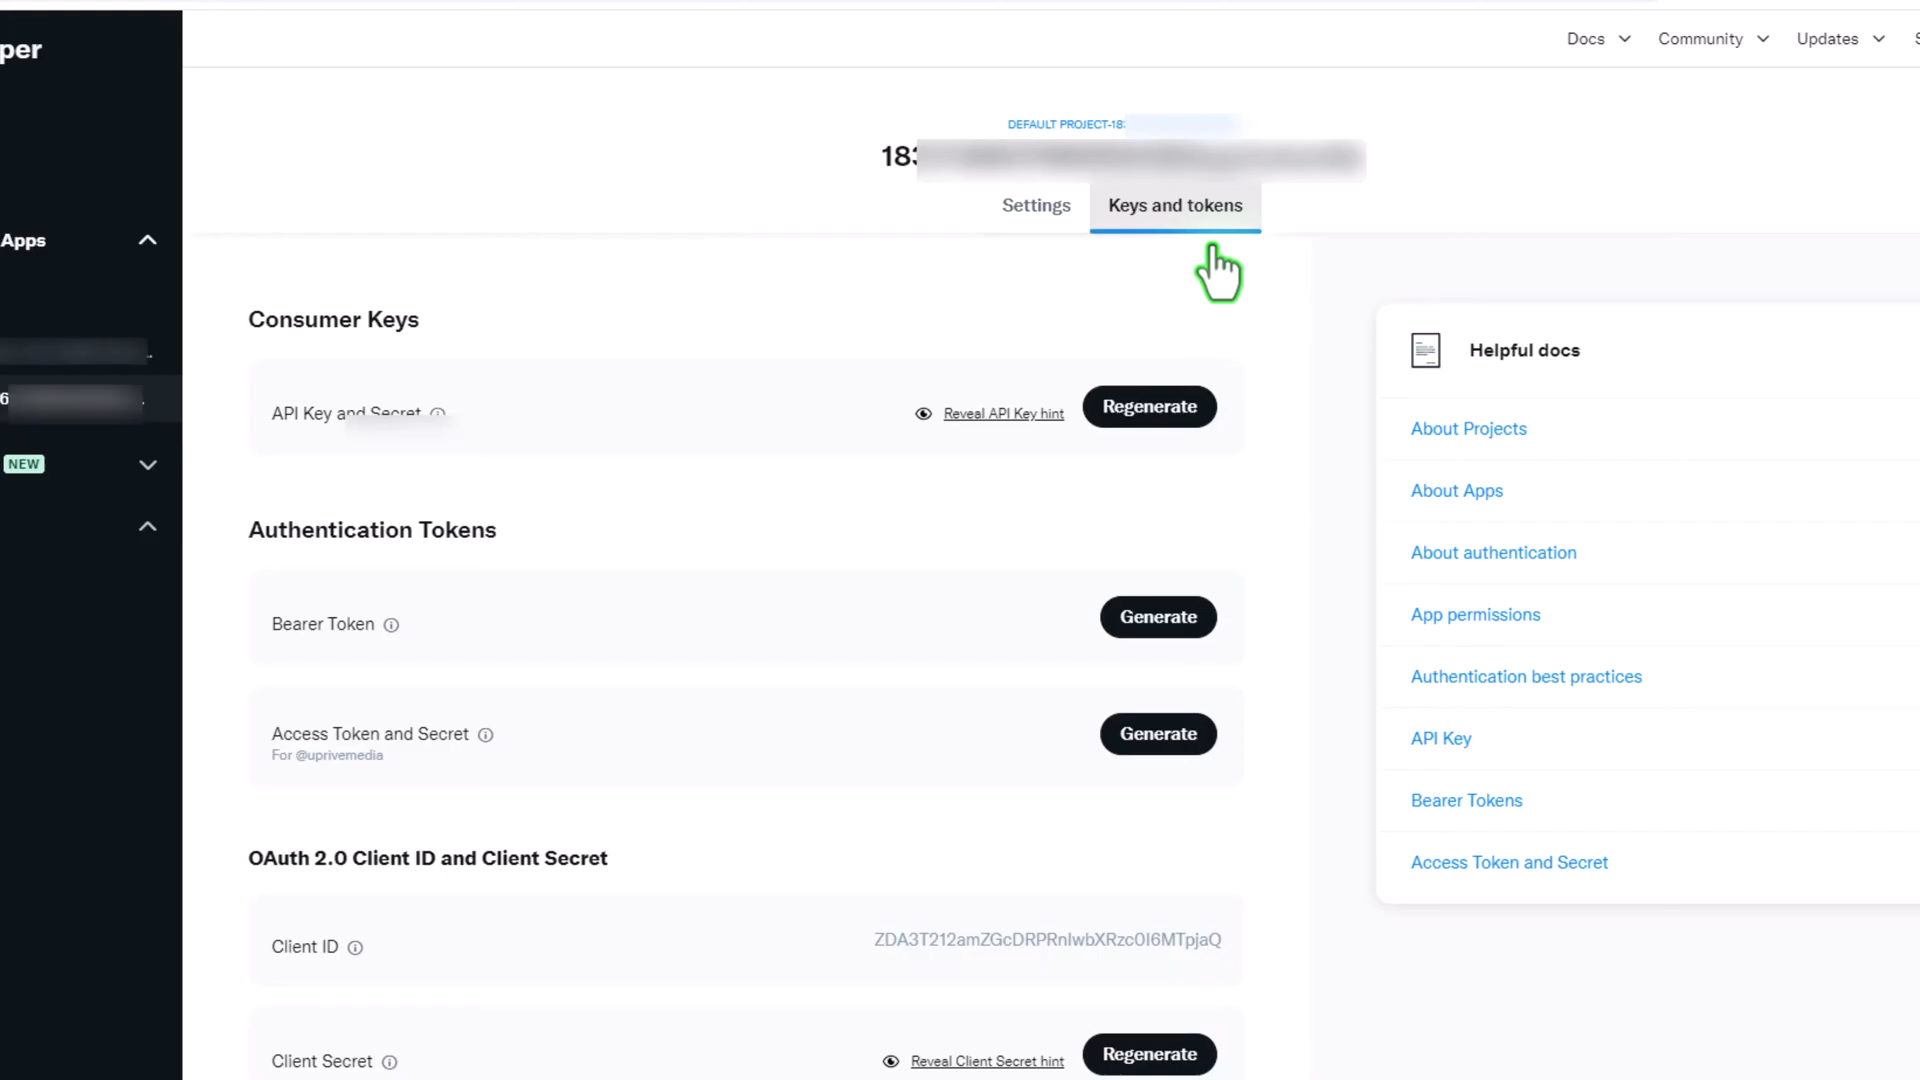 per
Docs
Community
Updates
S
DEFAULT PROJECT-18
183
Settings
Keys and tokens
Apps
6
NEW
Consumer Keys
API Key and Secret
Reveal API Key hint
Regenerate
Authentication Tokens
Bearer Token
Generate
Access Token and Secret
For @uprivemedia
Generate
OAuth 2.0 Client ID and Client Secret
Client ID
ZDA3T212amZGcDRPRnlwbXRzc0I6MTpjaQ
Client Secret
Reveal Client Secret hint
Regenerate
Helpful docs
About Projects
About Apps
About authentication
App permissions
Authentication best practices
API Key
Bearer Tokens
Access Token and Secret